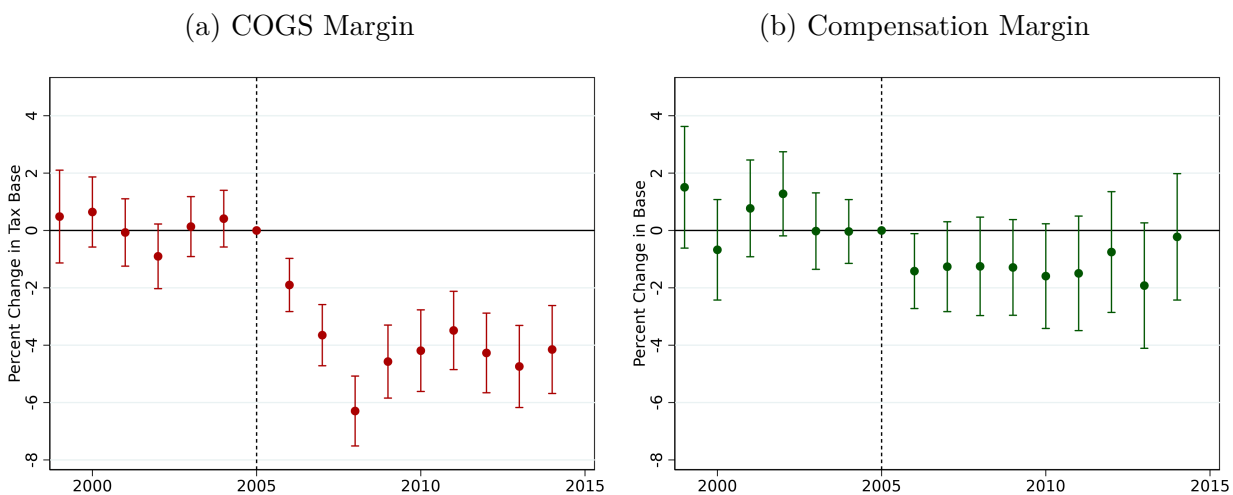 (a) COGS Margin
Percent Change in Tax Base
4
2
0
-2
-4
-6
-8
2000 2005 2010 2015
(b) Compensation Margin
Percent Change in Base
4
2
0
-2
-4
-6
-8
2000 2005 2010 2015